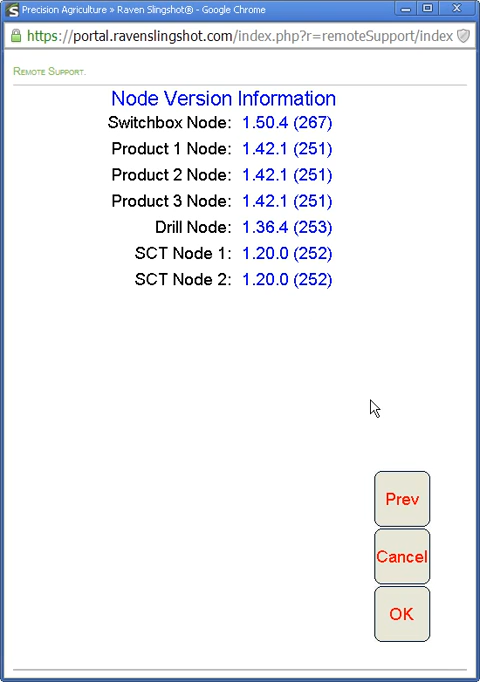 Precision Agriculture » Raven Slingshot® - Google Chrome
https://portal.ravenslingshot.com/index.php?r=remoteSupport/index
Remote Support.
Node Version Information
Switchbox Node: 1.50.4 (267)
Product 1 Node: 1.42.1 (251)
Product 2 Node: 1.42.1 (251)
Product 3 Node: 1.42.1 (251)
Drill Node: 1.36.4 (253)
SCT Node 1: 1.20.0 (252)
SCT Node 2: 1.20.0 (252)
Prev
Cancel
OK